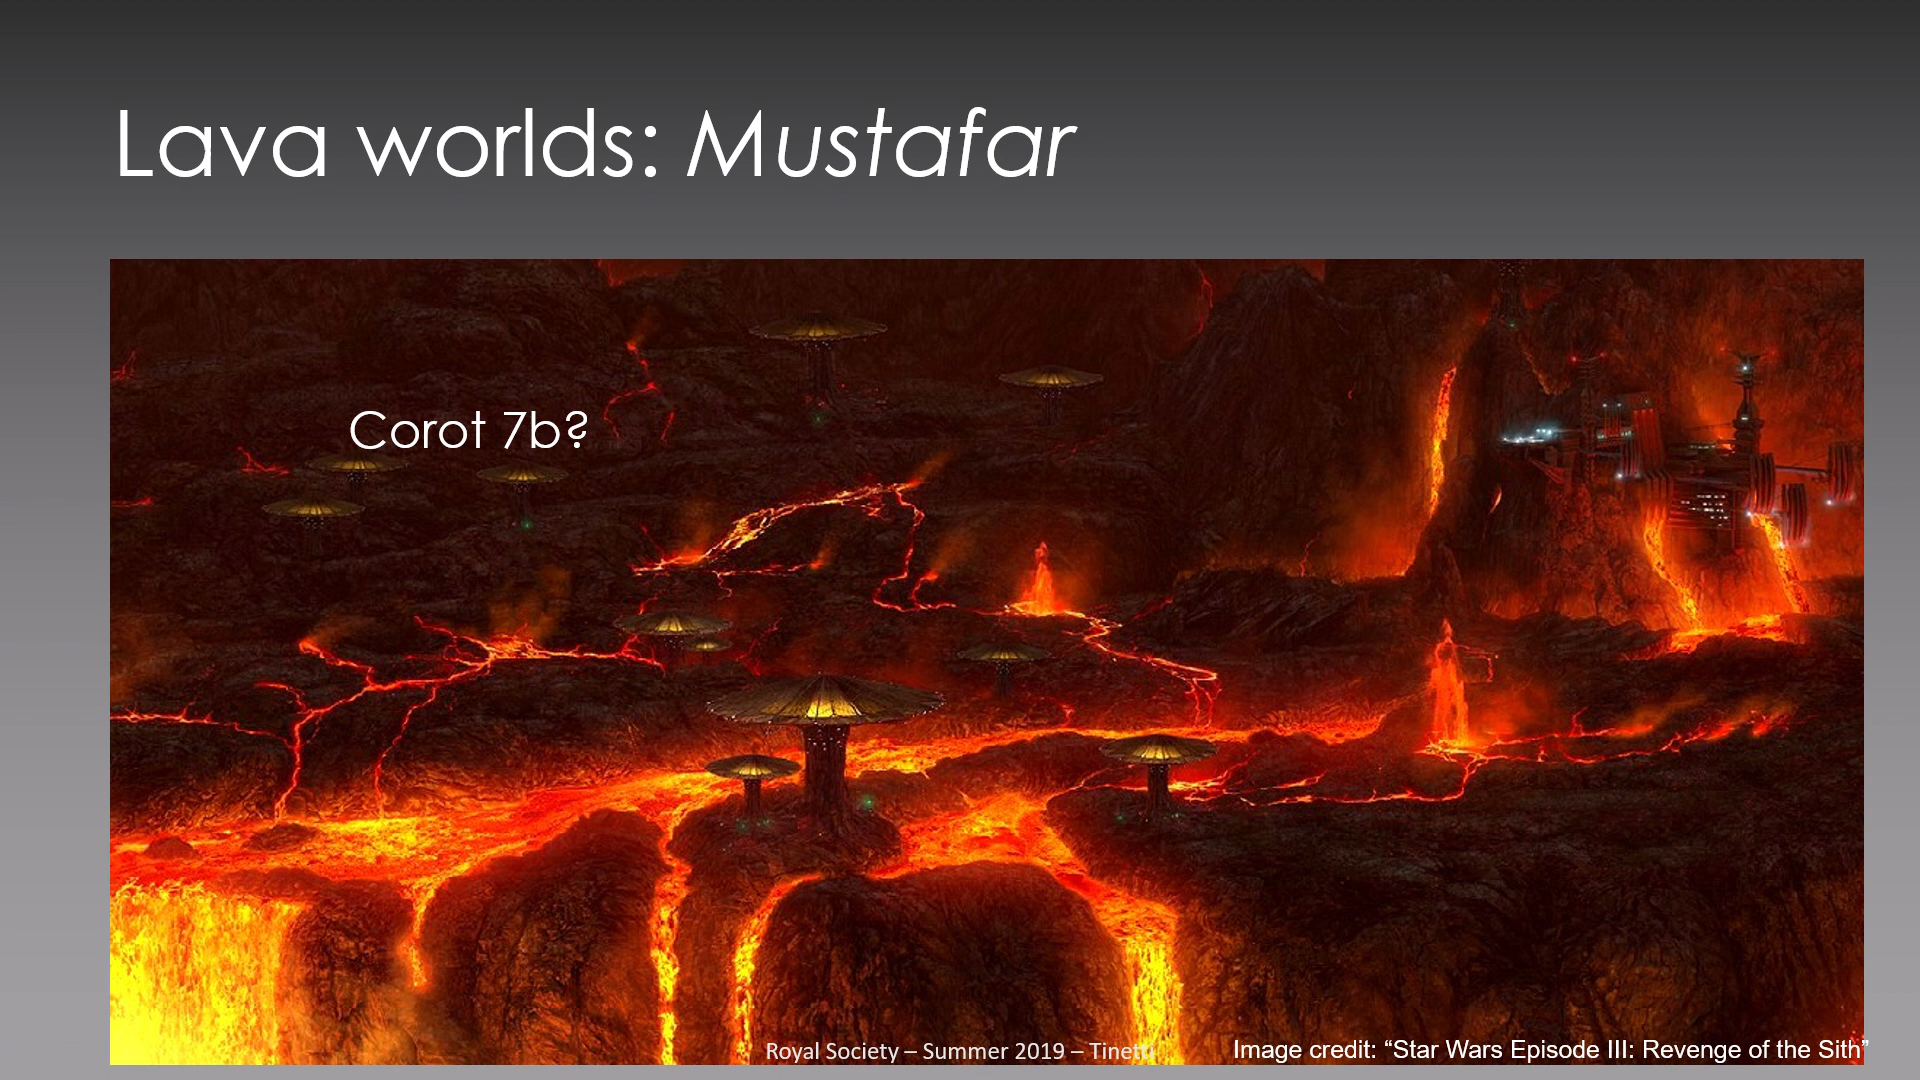 Lava worlds: Mustafar
Corot 7b?
Royal Society – Summer 2019 – Tinetti
Image credit: “Star Wars Episode III: Revenge of the Sith”